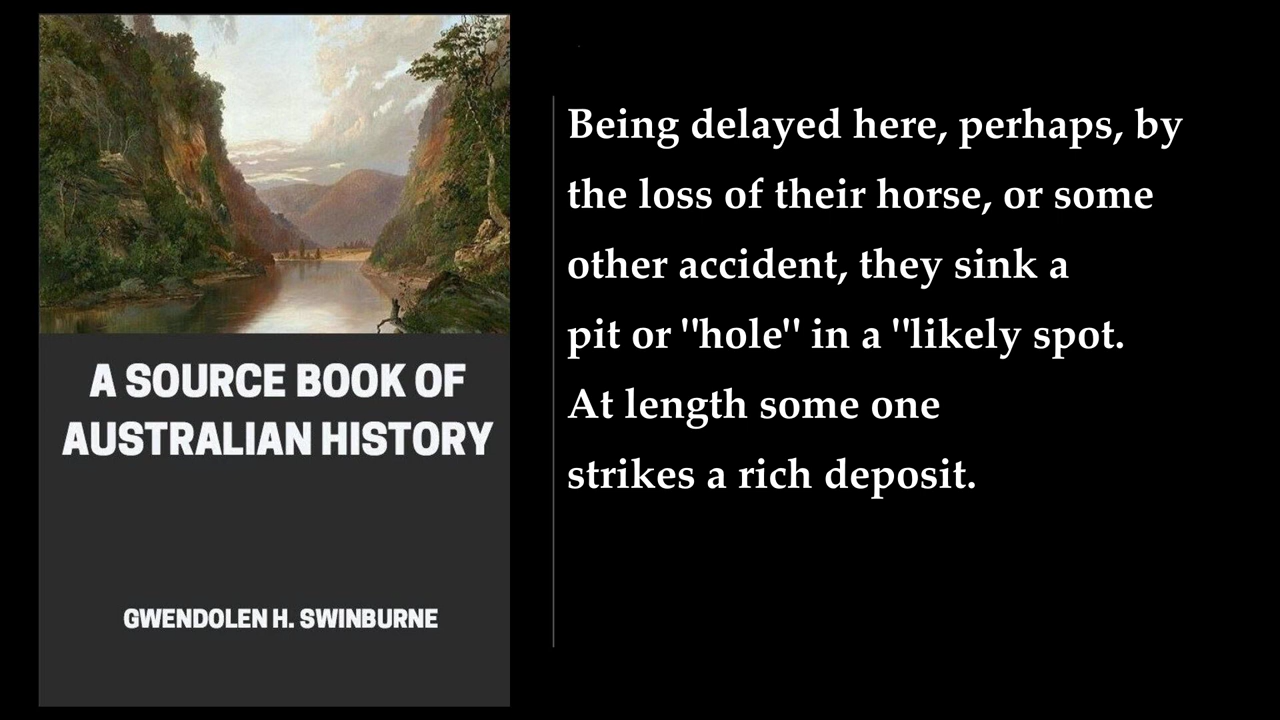 A SOURCE BOOK OF
AUSTRALIAN HISTORY
GWENDOLEN H. SWINBURNE
Being delayed here, perhaps, by
the loss of their horse, or some
other accident, they sink a
pit or "hole" in a "likely spot.
At length some one
strikes a rich deposit.